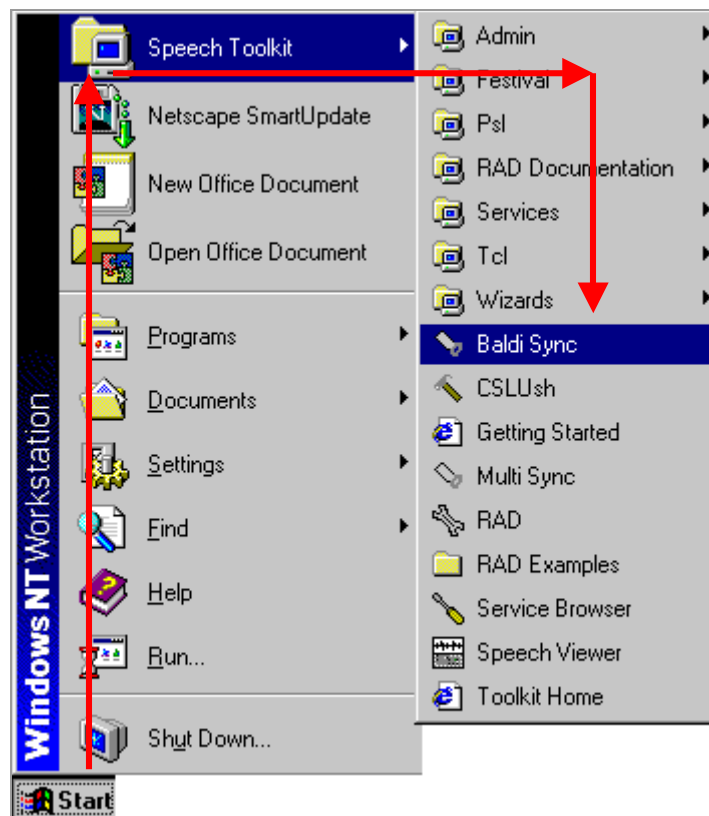 Speech Toolkit
Netscape SmartUpdate
New Office Document
Open Office Document
Programs
Documents
Settings
Find
Help
Run...
Shut Down...
Windows NT Workstation
Start
Admin
Festival
Psl
RAD Documentation
Services
Tcl
Wizards
Baldi Sync
CSLUsh
Getting Started
Multi Sync
RAD
RAD Examples
Service Browser
Speech Viewer
Toolkit Home